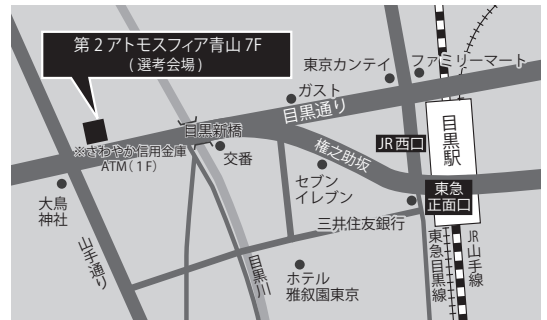 第2アトモスフィア青山 7F
(選考会場)
東京カンテイ
ファミリーマート
ガスト
目黒通り
目黒新橋
※さわやか信用金庫
ATM(1F)
交番
権之助坂
JR西口
目黒駅
セブン
イレブン
東急
正面口
大鳥
神社
三井住友銀行
山手通り
目黒川
ホテル
雅叙園東京
東急目黒線
JR山手線